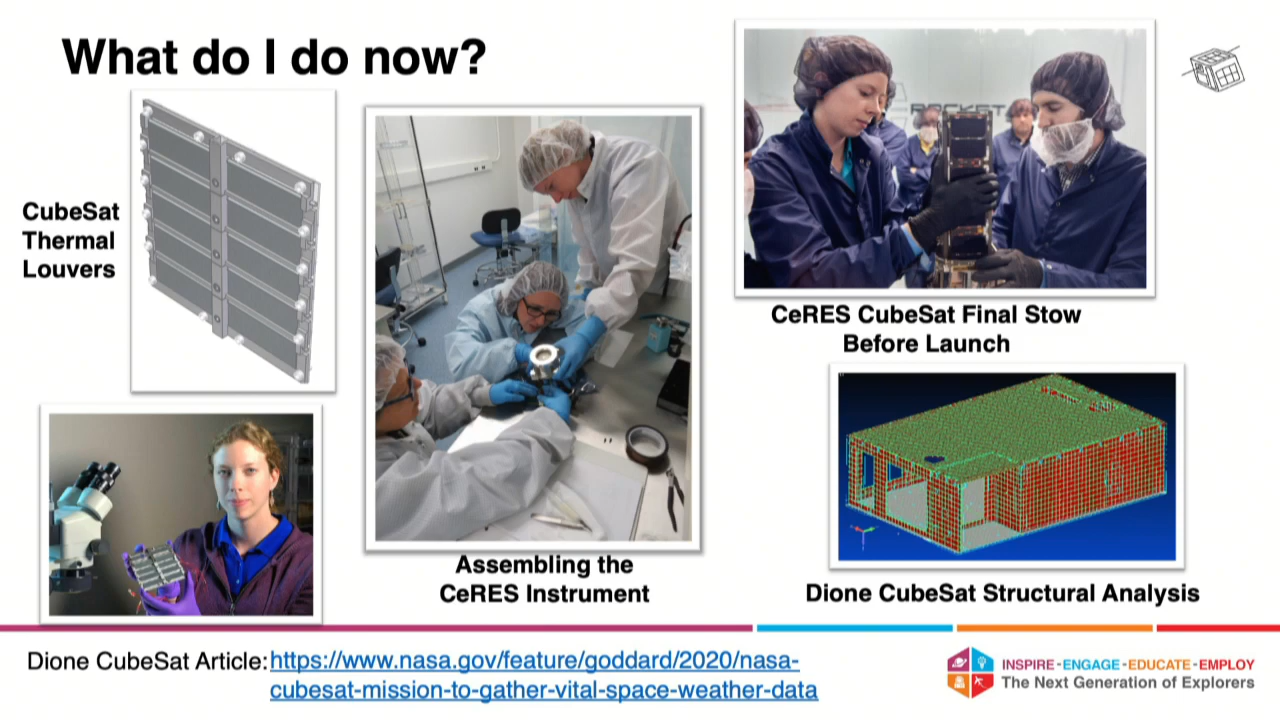 What do I do now?
CubeSat
Thermal
Louvers
ROCKET
CeRES CubeSat Final Stow
Before Launch
Assembling the
CeRES Instrument
Dione CubeSat Structural Analysis
Dione CubeSat Article:https://www.nasa.gov/feature/goddard/2020/nasa-
cubesat-mission-to-gather-vital-space-weather-data
INSPIRE - ENGAGE - EDUCATE - EMPLOY
The Next Generation of Explorers